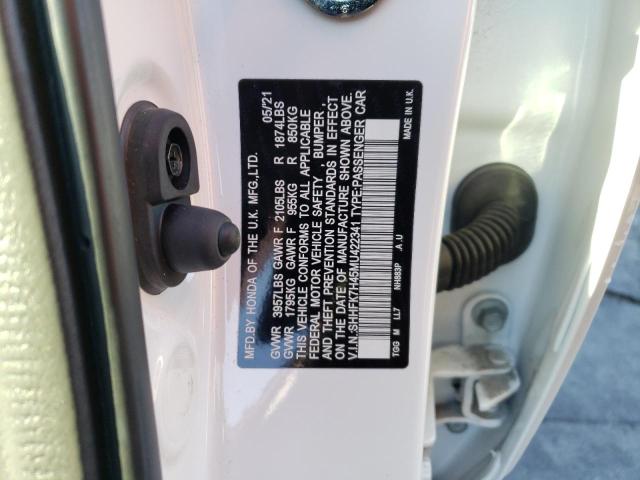 MFD.BY HONDA OF THE U.K. MFG.,LTD. 05/21
GVWR 3957LBS GAWR F 2105LBS R 1874LBS
GVWR 1795KG GAWR F 955KG R 850KG
THIS VEHICLE CONFORMS TO ALL APPLICABLE
FEDERAL MOTOR VEHICLE SAFETY , BUMPER ,
AND THEFT PREVENTION STANDARDS IN EFFECT
ON THE DATE OF MANUFACTURE SHOWN ABOVE.
V.I.N.:SHHFK7H45MU422341 TYPE:PASSENGER CAR
TGG M LL7 NH883P .A.U MADE IN U.K.